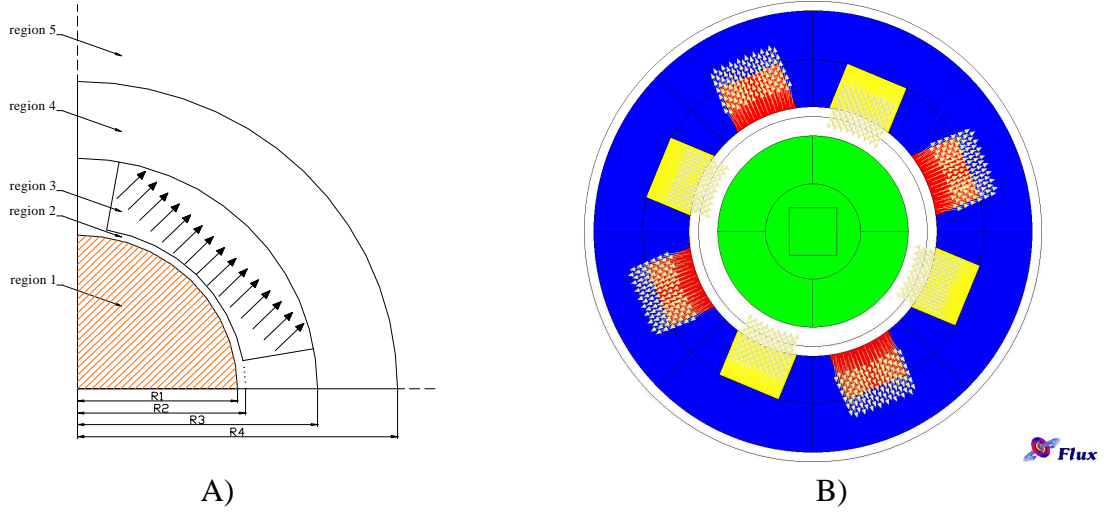 region 5
region 4
region 3
region 2
region 1
R1
R2
R3
R4
Flux
A)
B)